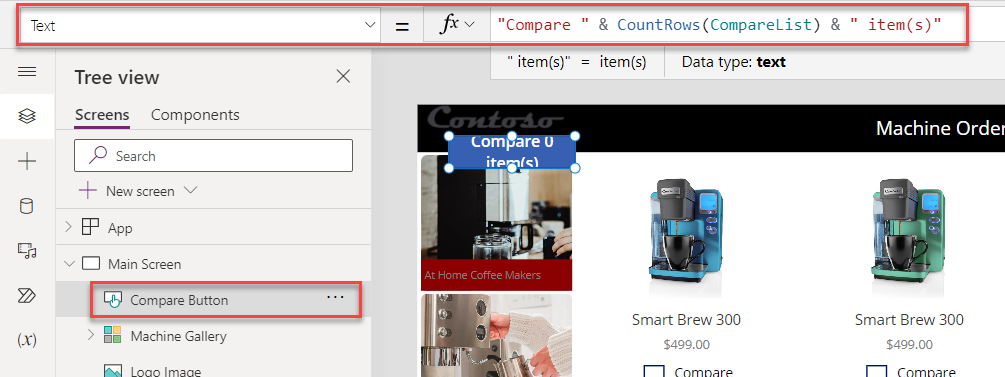 Text = fx "Compare " & CountRows(CompareList) & " item(s)"
" item(s)" = item(s) Data type: text
Tree view
Screens Components
Search
New screen
App
Main Screen
Compare Button ...
Machine Gallery
Logo Image
(x)
Contoso
Machine Order
Compare 0
item(s)
At Home Coffee Makers
Smart Brew 300
$499.00
Compare
Smart Brew 300
$499.00
Compare